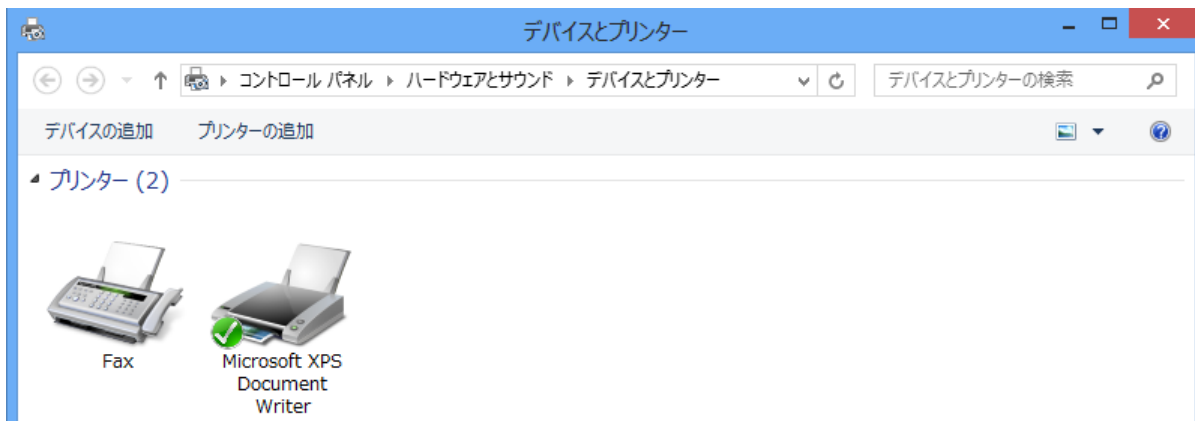 デバイスとプリンター
コントロール パネル ハードウェアとサウンド デバイスとプリンター デバイスとプリンターの検索
デバイスの追加 プリンターの追加
プリンター (2)
Fax
Microsoft XPS
Document
Writer